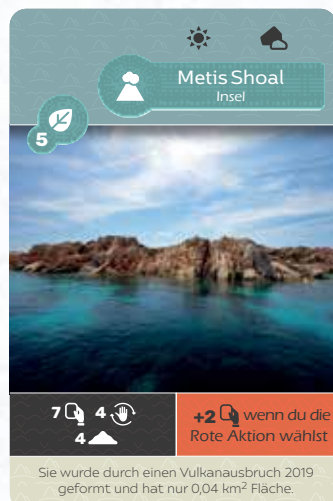 Metis Shoal
Insel
5
7 4
4
+2 wenn du die
Rote Aktion wählst
Sie wurde durch einen Vulkanausbruch 2019
geformt und hat nur 0,04 km² Fläche.